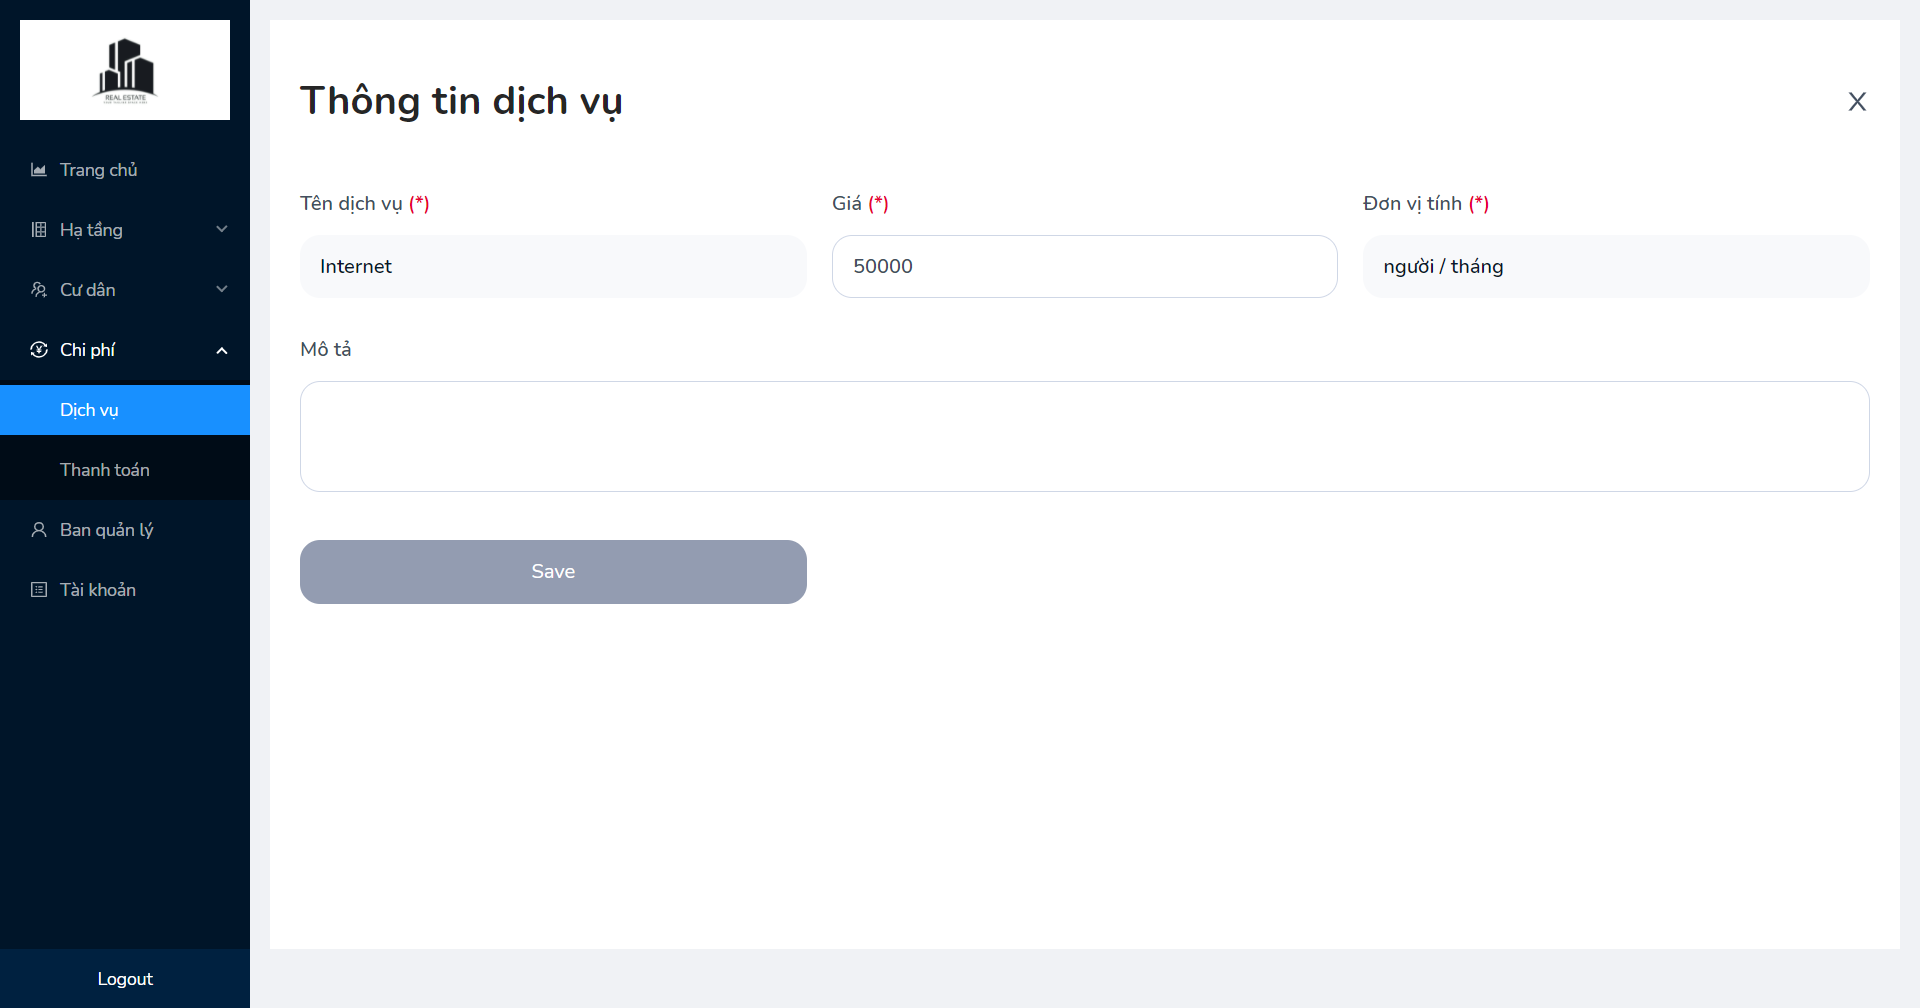 REAL ESTATE
Trang chủ
Hạ tầng
Cư dân
Chi phí
Dịch vụ
Thanh toán
Ban quản lý
Tài khoản
Logout
Thông tin dịch vụ
X
Tên dịch vụ (*)
Giá (*)
Đơn vị tính (*)
Internet
50000
người / tháng
Mô tả
Save